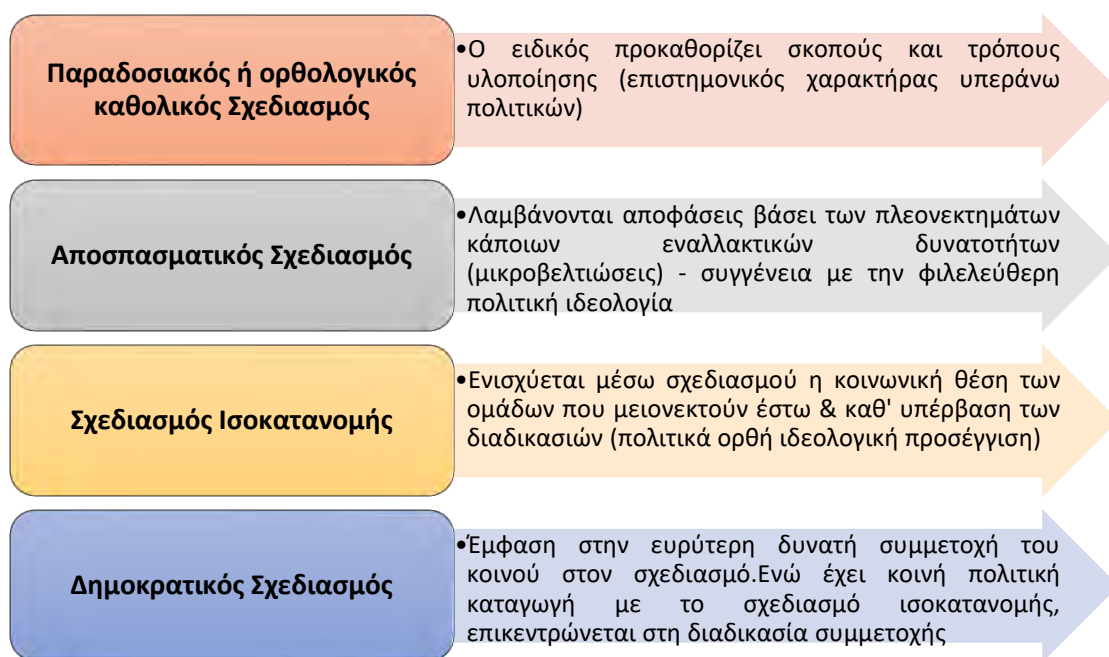 Παραδοσιακός ή ορθολογικός
καθολικός Σχεδιασμός
•Ο ειδικός προκαθορίζει σκοπούς και τρόπους
υλοποίησης (επιστημονικός χαρακτήρας υπεράνω
πολιτικών)
Αποσπασματικός Σχεδιασμός
•Λαμβάνονται αποφάσεις βάσει των πλεονεκτημάτων
κάποιων εναλλακτικών δυνατοτήτων
(μικροβελτιώσεις) - συγγένεια με την φιλελεύθερη
πολιτική ιδεολογία
Σχεδιασμός Ισοκατανομής
•Ενισχύεται μέσω σχεδιασμού η κοινωνική θέση των
ομάδων που μειονεκτούν έστω & καθ' υπέρβαση των
διαδικασιών (πολιτικά ορθή ιδεολογική προσέγγιση)
Δημοκρατικός Σχεδιασμός
•Έμφαση στην ευρύτερη δυνατή συμμετοχή του
κοινού στον σχεδιασμό.Ενώ έχει κοινή πολιτική
καταγωγή με το σχεδιασμό ισοκατανομής,
επικεντρώνεται στη διαδικασία συμμετοχής